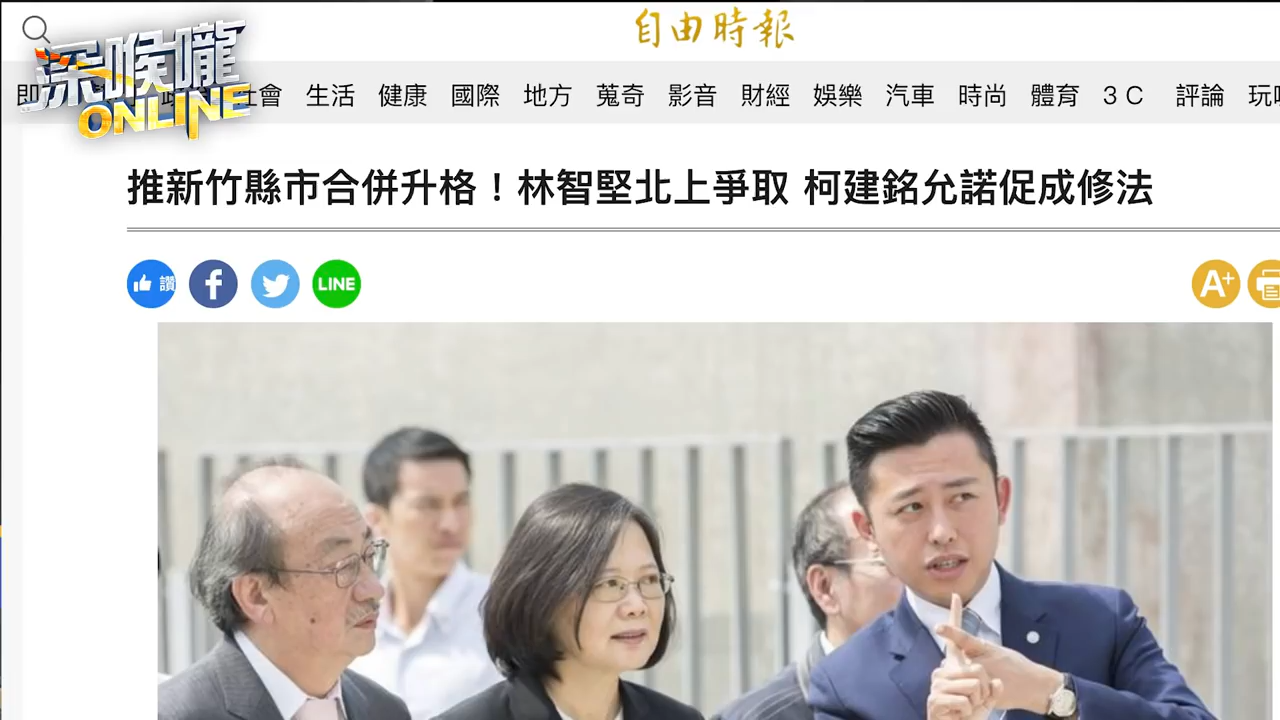 自由時報
深喉嚨
ONLINE
即 社會 生活 健康 國際 地方 蒐奇 影音 財經 娛樂 汽車 時尚 體育 3C 評論
推新竹縣市合併升格！林智堅北上爭取 柯建銘允諾促成修法
讚 LINE A+